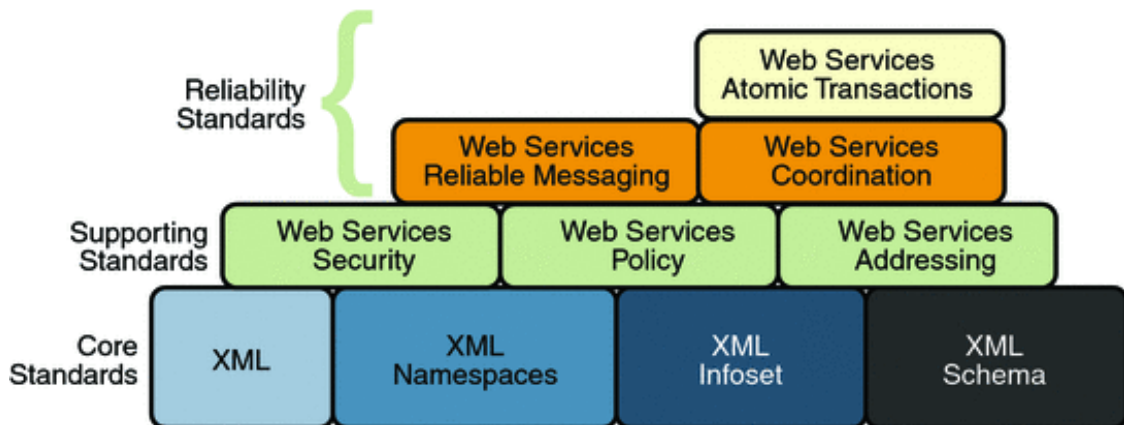 Web Services
Atomic Transactions
Reliability
Standards
Web Services
Reliable Messaging
Web Services
Coordination
Supporting
Standards
Web Services
Security
Web Services
Policy
Web Services
Addressing
Core
Standards
XML
XML
Namespaces
XML
Infoset
XML
Schema